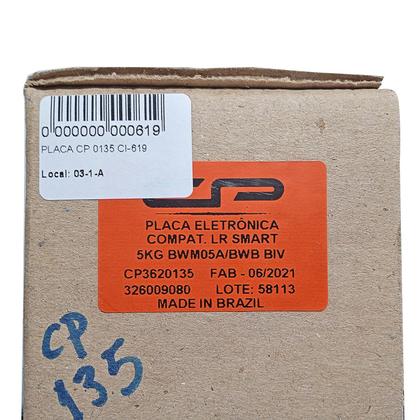 0 000000 000619
PLACA CP 0135 CI-619
Local: 03-1-A
CP
PLACA ELETRÔNICA
COMPAT. LR SMART
5KG BWM05A/BWB BIV
CP3620135 FAB - 06/2021
326009080 LOTE: 58113
MADE IN BRAZIL
CP
135